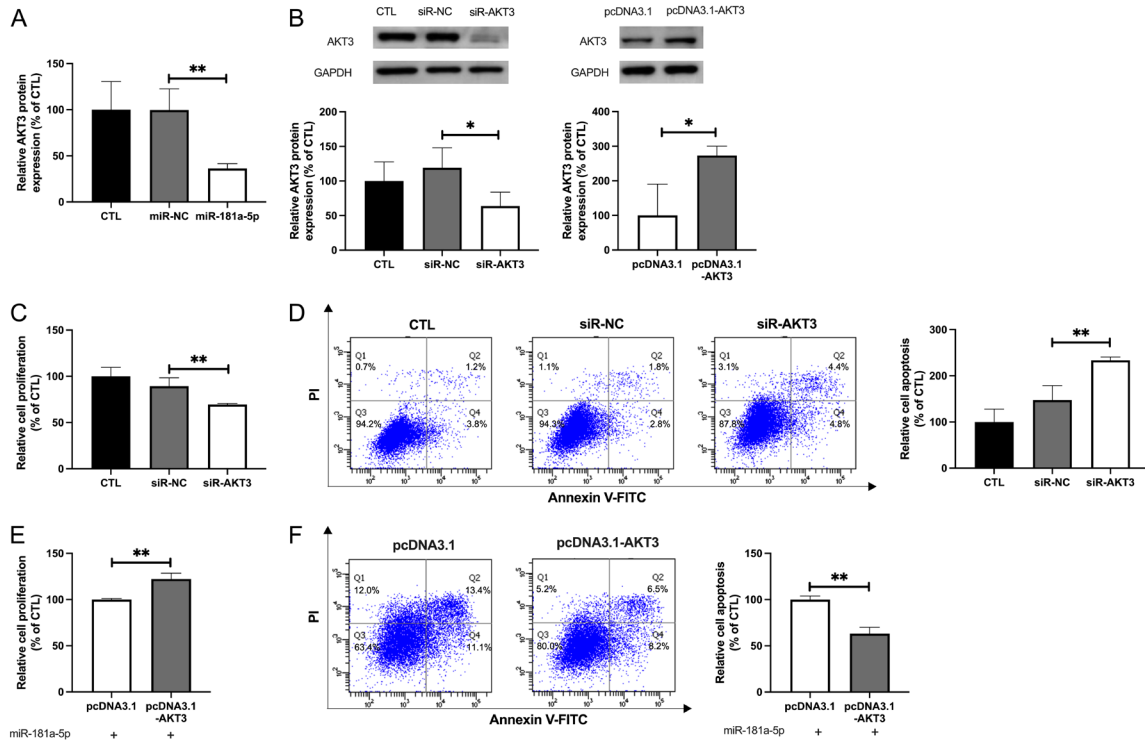 A
Relative AKT3 protein
expression (% of CTL)
150
100
50
0
**
CTL
miR-NC
miR-181a-5p
B
CTL
siR-NC
siR-AKT3
AKT3
GAPDH
Relative AKT3 protein
expression (% of CTL)
200
150
100
50
0
*
CTL
siR-NC
siR-AKT3
pcDNA3.1
pcDNA3.1-AKT3
AKT3
GAPDH
Relative AKT3 protein
expression (% of CTL)
400
300
200
100
0
*
pcDNA3.1
pcDNA3.1
-AKT3
C
Relative cell proliferation
(% of CTL)
150
100
50
0
**
CTL
siR-NC
siR-AKT3
D
PI
CTL
Q1
0.7%
Q2
1.2%
Q3
94.2%
Q4
3.8%
siR-NC
Q1
1.1%
Q2
1.8%
Q3
94.3%
Q4
2.8%
siR-AKT3
Q1
3.1%
Q2
4.4%
Q3
87.8%
Q4
4.8%
Annexin V-FITC
Relative cell apoptosis
(% of CTL)
300
200
100
0
**
CTL
siR-NC
siR-AKT3
E
Relative cell proliferation
(% of CTL)
150
100
50
0
**
pcDNA3.1
pcDNA3.1
-AKT3
miR-181a-5p + +
F
PI
pcDNA3.1
Q1
12.0%
Q2
13.4%
Q3
63.4%
Q4
11.1%
pcDNA3.1-AKT3
Q1
5.2%
Q2
6.5%
Q3
80.0%
Q4
Annexin V-FITC
Relative cell apoptosis
(% of CTL)
150
100
50
0
**
pcDNA3.1
pcDNA3.1
-AKT3
miR-181a-5p + +